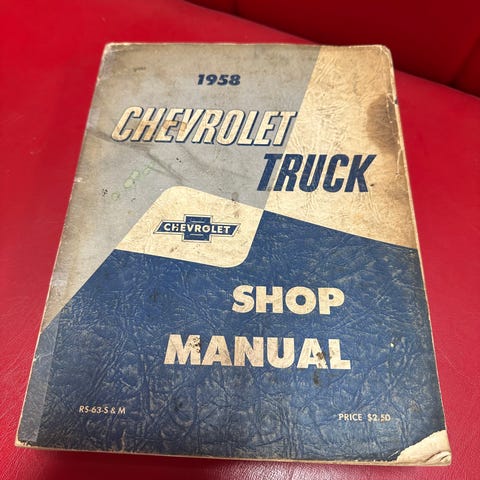 1958
CHEVROLET
TRUCK
CHEVROLET
SHOP
MANUAL
RS-63-S & M
PRICE $2.50